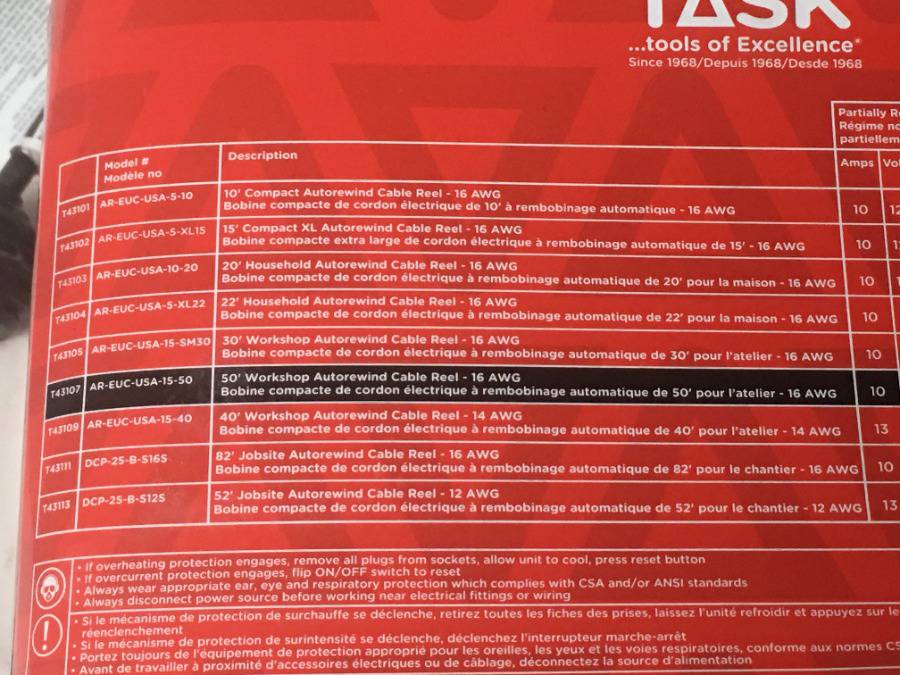 TASK
...tools of Excellence®
Since 1968/Depuis 1968/Desde 1968
Partially
Régime
Model #
Modèle no
Description
Amps
T43101 AR-EUC-USA-5-10 10' Compact Autorewind Cable Reel - 16 AWG
Bobine compacte de cordon électrique de 10' à rembobinage automatique - 16 AWG 10
T43102 AR-EUC-USA-5-XL15 15' Compact XL Autorewind Cable Reel - 16 AWG
Bobine compacte extra large de cordon électrique à rembobinage automatique de 15' - 16 AWG 10
T43103 AR-EUC-USA-10-20 20' Household Autorewind Cable Reel - 16 AWG
Bobine compacte de cordon électrique à rembobinage automatique de 20' pour la maison - 16 AWG 10
T43104 AR-EUC-USA-5-XL22 22' Household Autorewind Cable Reel - 16 AWG
Bobine compacte de cordon électrique à rembobinage automatique de 22' pour la maison - 16 AWG 10
T43105 AR-EUC-USA-15-SM30 30' Workshop Autorewind Cable Reel - 16 AWG
Bobine compacte de cordon électrique à rembobinage automatique de 30' pour l'atelier - 16 AWG 10
T43107 AR-EUC-USA-15-50 50' Workshop Autorewind Cable Reel - 16 AWG
Bobine compacte de cordon électrique à rembobinage automatique de 50' pour l'atelier - 16 AWG 10
T43109 AR-EUC-USA-15-40 40' Workshop Autorewind Cable Reel - 14 AWG
Bobine compacte de cordon électrique à rembobinage automatique de 40' pour l'atelier - 14 AWG 13
T43111 DCP-25-B-S16S 82' Jobsite Autorewind Cable Reel - 16 AWG
Bobine compacte de cordon électrique à rembobinage automatique de 82' pour le chantier - 16 AWG 10
T43113 DCP-25-B-S12S 52' Jobsite Autorewind Cable Reel - 12 AWG
Bobine compacte de cordon électrique à rembobinage automatique de 52' pour le chantier - 12 AWG 13
• If overheating protection engages, remove all plugs from sockets, allow unit to cool, press reset button
• If overcurrent protection engages, flip ON/OFF switch to reset
• Always wear appropriate ear, eye and respiratory protection which complies with CSA and/or ANSI standards
• Always disconnect power source before working near electrical fittings or wiring
• Si le mécanisme de protection de surchauffe se déclenche, retirez toutes les fiches des prises, laissez l'unité refroidir et appuyez sur le
réenclenchement
• Si le mécanisme de protection de surintensité se déclenche, déclenchez l'interrupteur marche-arrêt
• Portez toujours de l'équipement de protection approprié pour les oreilles, les yeux et les voies respiratoires, conforme aux normes
• Avant de travailler à proximité d'accessoires électriques ou de câblage, déconnectez la source d'alimentation